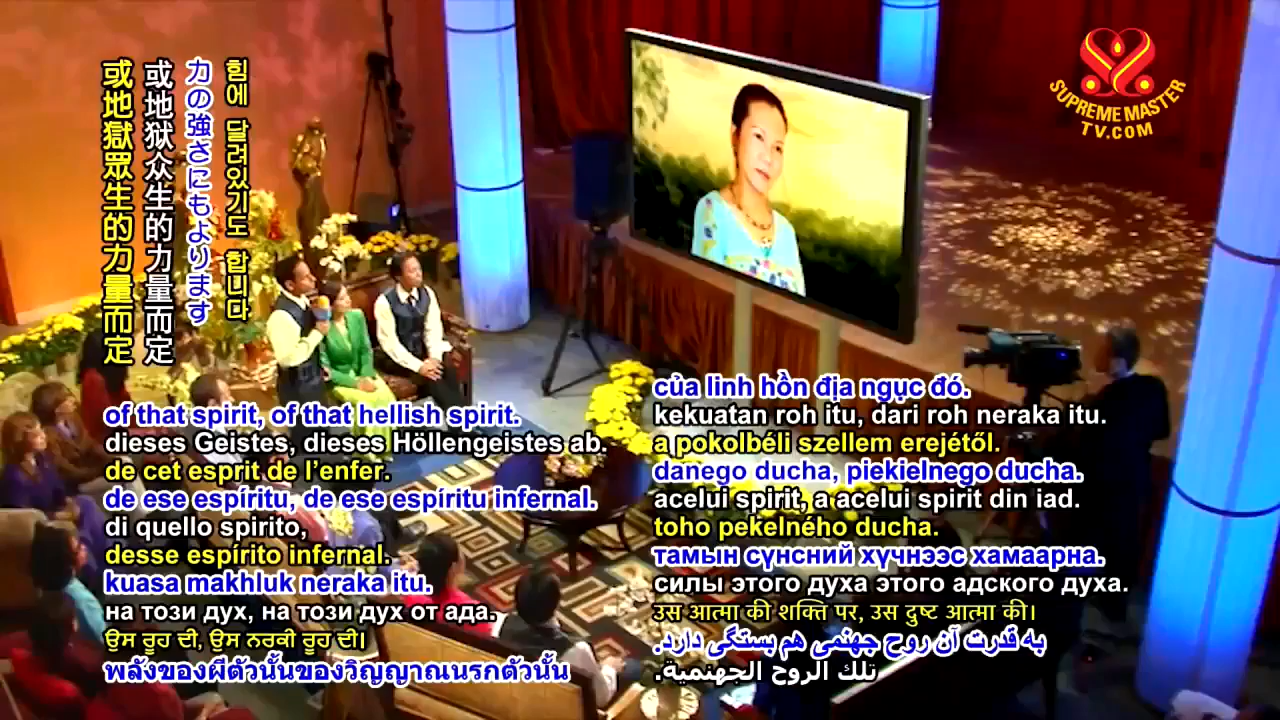 或地獄眾生的力量而定
或地狱众生的力量而定
力の強さにもよります
힘에 달려있기도 합니다
SUPREME MASTER
TV.COM
of that spirit, of that hellish spirit.
dieses Geistes, dieses Höllengeistes ab.
de cet esprit de l’enfer.
de ese espíritu, de ese espíritu infernal.
di quello spirito,
desse espírito infernal.
kuasa makhluk neraka itu.
на този дух, на този дух от ада.
ਉਸ ਰੂਹ ਦੀ, ਉਸ ਨਰਕੀ ਰੂਹ ਦੀ।
พลังของผีตัวนั้นของวิญญาณนรกตัวนั้น
của linh hồn địa ngục đó.
kekuatan roh itu, dari roh neraka itu.
a pokolbéli szellem erejétől.
danego ducha, piekielnego ducha.
acelui spirit, a acelui spirit din iad.
toho pekelného ducha.
тамын сүнсний хүчнээс хамаарна.
силы этого духа этого адского духа.
उस आत्मा की शक्ति पर, उस दुष्ट आत्मा की।
به قدرت آن روح جهنمی هم بستگی دارد.
تلك الروح الجهنمية.